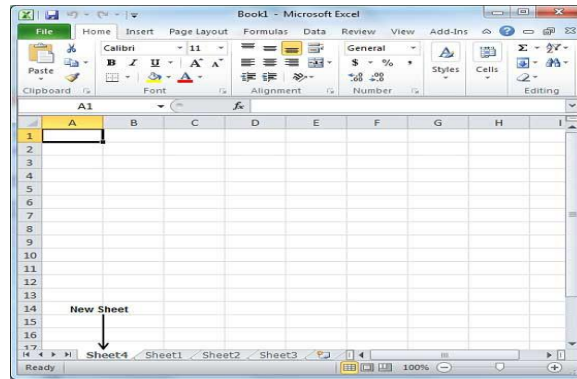 Book1 - Microsoft Excel
File Home Insert Page Layout Formulas Data Review View Add-Ins
Calibri 11 General
Paste B I U A A $ % , Styles Cells
Clipboard Font Alignment Number Editing
A1 fx
A B C D E F G H I
1
2
3
4
5
6
7
8
9
10
11
12
13
14 New Sheet
15
16
17
Sheet4 Sheet1 Sheet2 Sheet3
Ready 100%